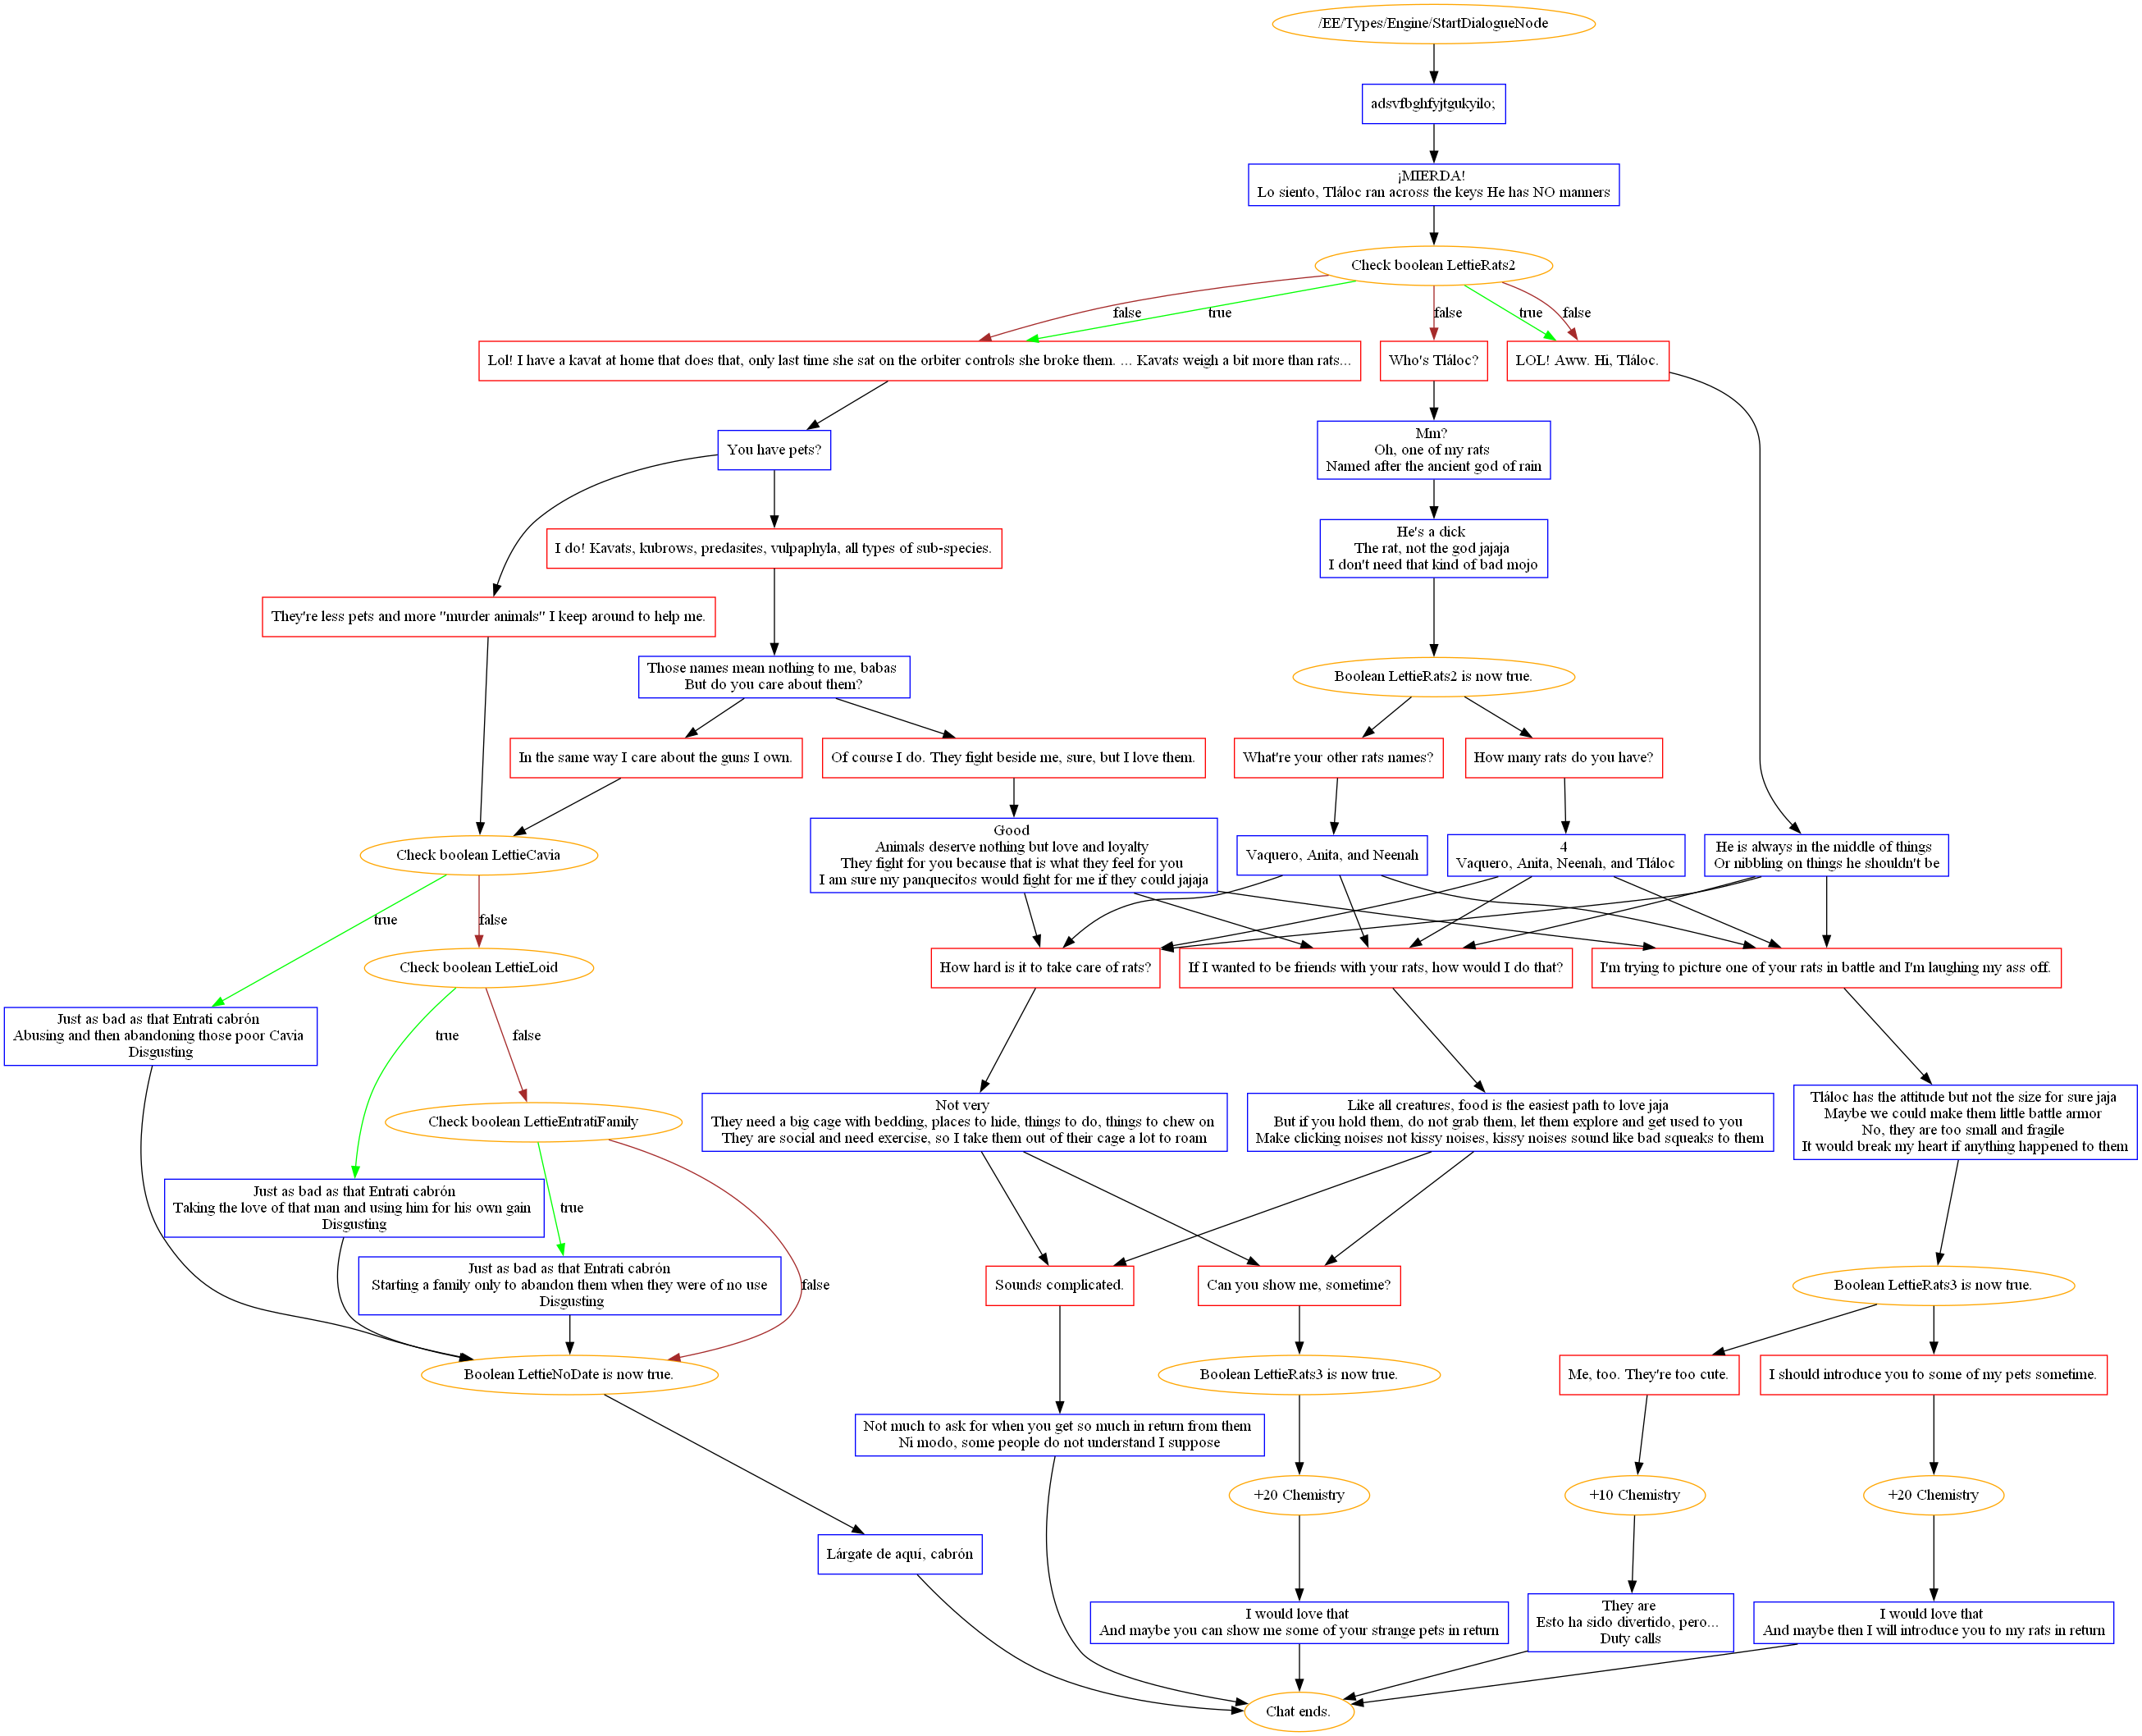 /EE/Types/Engine/StartDialogueNode
adsvfbghfyjtgukyilo;
¡MIERDA!
Lo siento, Tláloc ran across the keys He has NO manners
Check boolean LettieRats2
false
true
false
true
false
Lol! I have a kavat at home that does that, only last time she sat on the orbiter controls she broke them. ... Kavats weigh a bit more than rats...
Who's Tláloc?
LOL! Aww. Hi, Tláloc.
You have pets?
Mm?
Oh, one of my rats
Named after the ancient god of rain
I do! Kavats, kubrows, predasites, vulpaphyla, all types of sub-species.
He's a dick
The rat, not the god jajaja
I don't need that kind of bad mojo
They're less pets and more "murder animals" I keep around to help me.
Those names mean nothing to me, babas
But do you care about them?
Boolean LettieRats2 is now true.
In the same way I care about the guns I own.
Of course I do. They fight beside me, sure, but I love them.
What're your other rats names?
How many rats do you have?
Check boolean LettieCavia
Good
Animals deserve nothing but love and loyalty
They fight for you because that is what they feel for you
I am sure my panquecitos would fight for me if they could jajaja
Vaquero, Anita, and Neenah
4
Vaquero, Anita, Neenah, and Tláloc
He is always in the middle of things
Or nibbling on things he shouldn't be
true
false
Check boolean LettieLoid
How hard is it to take care of rats?
If I wanted to be friends with your rats, how would I do that?
I'm trying to picture one of your rats in battle and I'm laughing my ass off.
Just as bad as that Entrati cabrón
Abusing and then abandoning those poor Cavia
Disgusting
true
false
Check boolean LettieEntratiFamily
Not very
They need a big cage with bedding, places to hide, things to do, things to chew on
They are social and need exercise, so I take them out of their cage a lot to roam
Like all creatures, food is the easiest path to love jaja
But if you hold them, do not grab them, let them explore and get used to you
Make clicking noises not kissy noises, kissy noises sound like bad squeaks to them
Tláloc has the attitude but not the size for sure jaja
Maybe we could make them little battle armor
No, they are too small and fragile
It would break my heart if anything happened to them
Just as bad as that Entrati cabrón
Taking the love of that man and using him for his own gain
Disgusting
true
Just as bad as that Entrati cabrón
Starting a family only to abandon them when they were of no use
Disgusting
false
Sounds complicated.
Can you show me, sometime?
Boolean LettieRats3 is now true.
Boolean LettieNoDate is now true.
Boolean LettieRats3 is now true.
Me, too. They're too cute.
I should introduce you to some of my pets sometime.
Not much to ask for when you get so much in return from them
Ni modo, some people do not understand I suppose
+20 Chemistry
+10 Chemistry
+20 Chemistry
Lárgate de aquí, cabrón
I would love that
And maybe you can show me some of your strange pets in return
They are
Esto ha sido divertido, pero...
Duty calls
I would love that
And maybe then I will introduce you to my rats in return
Chat ends.